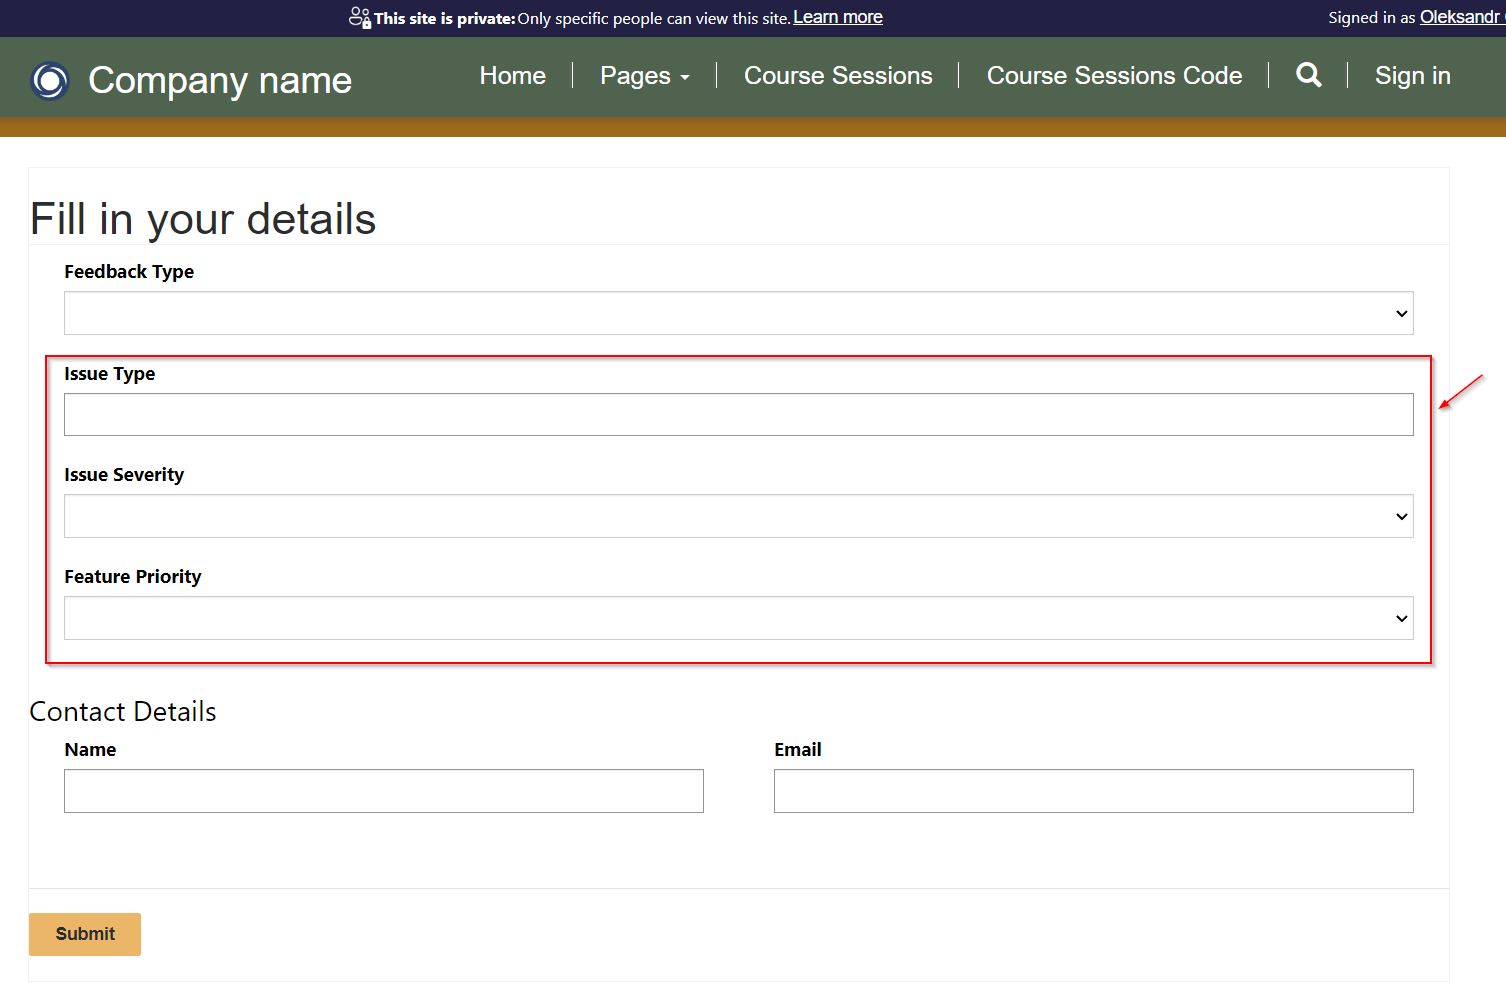 This site is private: Only specific people can view this site. Learn more
Signed in as Oleksandr
Company name
Home
Pages
Course Sessions
Course Sessions Code
Sign in
Fill in your details
Feedback Type
Issue Type
Issue Severity
Feature Priority
Contact Details
Name
Email
Submit